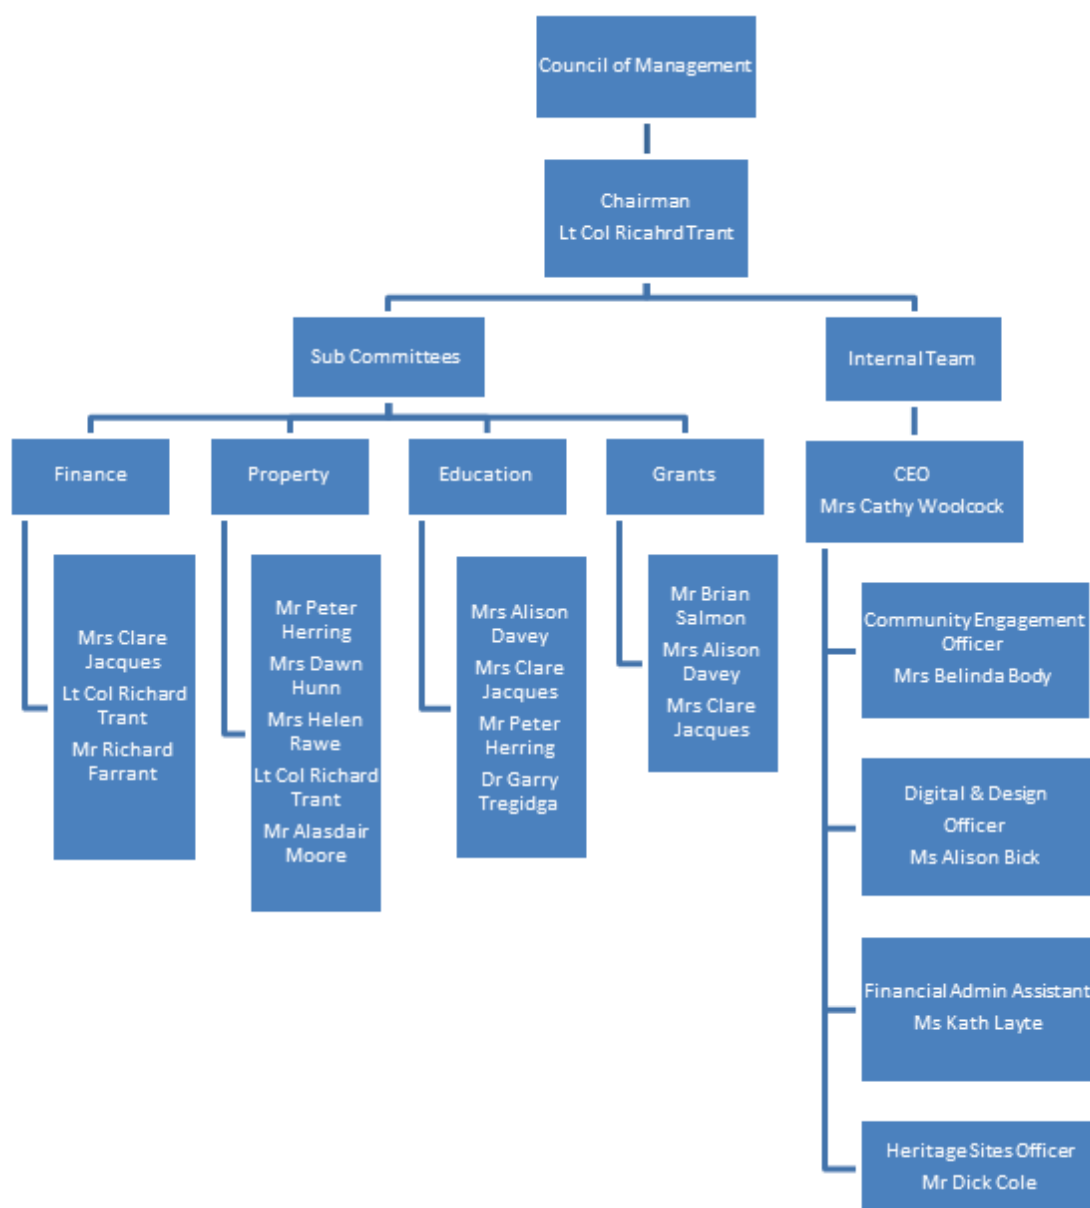 Council of Management
Chairman
Lt Col Ricahrd Trant
Sub Committees
Internal Team
Finance
Property
Education
Grants
CEO
Mrs Cathy Woolcock
Mrs Clare
Jacques
Lt Col Richard
Trant
Mr Richard
Farrant
Mr Peter
Herring
Mrs Dawn
Hunn
Mrs Helen
Rawe
Lt Col Richard
Trant
Mr Alasdair
Moore
Mrs Alison
Davey
Mrs Clare
Jacques
Mr Peter
Herring
Dr Garry
Tregidga
Mr Brian
Salmon
Mrs Alison
Davey
Mrs Clare
Jacques
Community Engagement
Officer
Mrs Belinda Body
Digital & Design
Officer
Ms Alison Bick
Financial Admin Assistant
Ms Kath Layte
Heritage Sites Officer
Mr Dick Cole